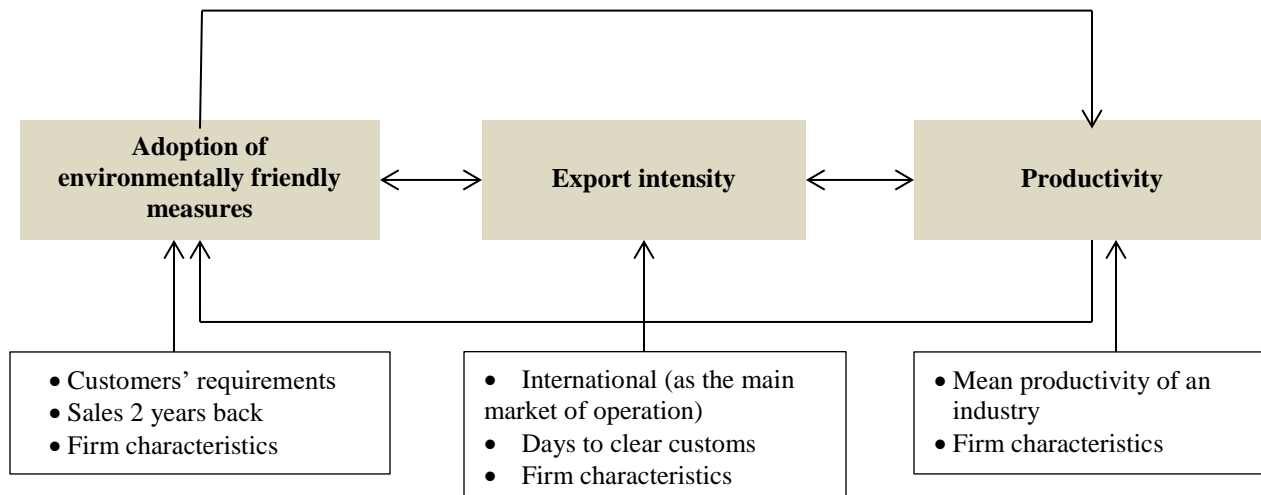 Adoption of
environmentally friendly
measures
Export intensity
Productivity
• Customers’ requirements
• Sales 2 years back
• Firm characteristics
• International (as the main
market of operation)
• Days to clear customs
• Firm characteristics
• Mean productivity of an
industry
• Firm characteristics